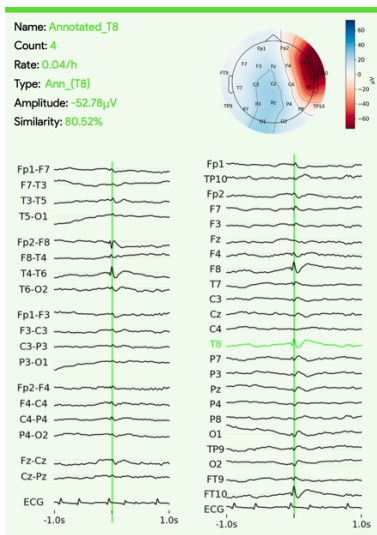 Name: Annotated_T8
Count: 4
Rate: 0.04/h
Type: Ann_{T8}
Amplitude: -52.78µV
Similarity: 80.52%
Fp1 Fp2
F7 F3 Fz F4
FT9
C3 Cz C4
TP9 P7 P3 Pz P4 P8 TP10
O1 O2
60
40
20
0
-20
-40
-60
µV
Fp1-F7
F7-T3
T3-T5
T5-O1
Fp2-F8
F8-T4
T4-T6
T6-O2
Fp1-F3
F3-C3
C3-P3
P3-O1
Fp2-F4
F4-C4
C4-P4
P4-O2
Fz-Cz
Cz-Pz
ECG
-1.0s 1.0s
Fp1
TP10
Fp2
F7
F3
Fz
F4
F8
T7
C3
Cz
C4
T8
P7
P3
Pz
P4
P8
O1
TP9
O2
FT9
FT10
ECG
-1.0s 1.0s